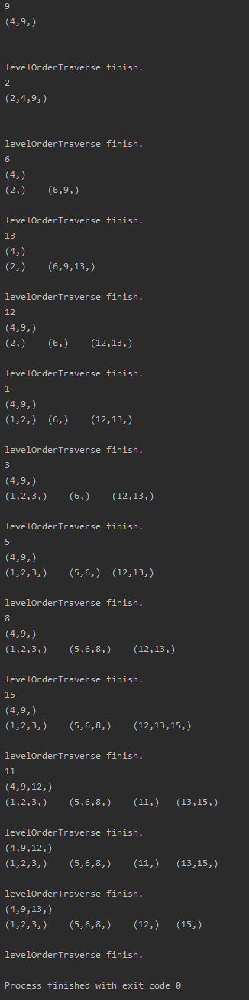 9
(4,9,)
levelOrderTraverse finish.
2
(2,4,9,)
levelOrderTraverse finish.
6
(4,)
(2,)    (6,9,)
levelOrderTraverse finish.
13
(4,)
(2,)    (6,9,13,)
levelOrderTraverse finish.
12
(4,9,)
(2,)    (6,)    (12,13,)
levelOrderTraverse finish.
1
(4,9,)
(1,2,)  (6,)    (12,13,)
levelOrderTraverse finish.
3
(4,9,)
(1,2,3,)    (6,)    (12,13,)
levelOrderTraverse finish.
5
(4,9,)
(1,2,3,)    (5,6,)  (12,13,)
levelOrderTraverse finish.
8
(4,9,)
(1,2,3,)    (5,6,8,)    (12,13,)
levelOrderTraverse finish.
15
(4,9,)
(1,2,3,)    (5,6,8,)    (12,13,15,)
levelOrderTraverse finish.
11
(4,9,12,)
(1,2,3,)    (5,6,8,)    (11,)   (13,15,)
levelOrderTraverse finish.
(4,9,12,)
(1,2,3,)    (5,6,8,)    (11,)   (13,15,)
levelOrderTraverse finish.
(4,9,13,)
(1,2,3,)    (5,6,8,)    (12,)   (15,)
levelOrderTraverse finish.
Process finished with exit code 0